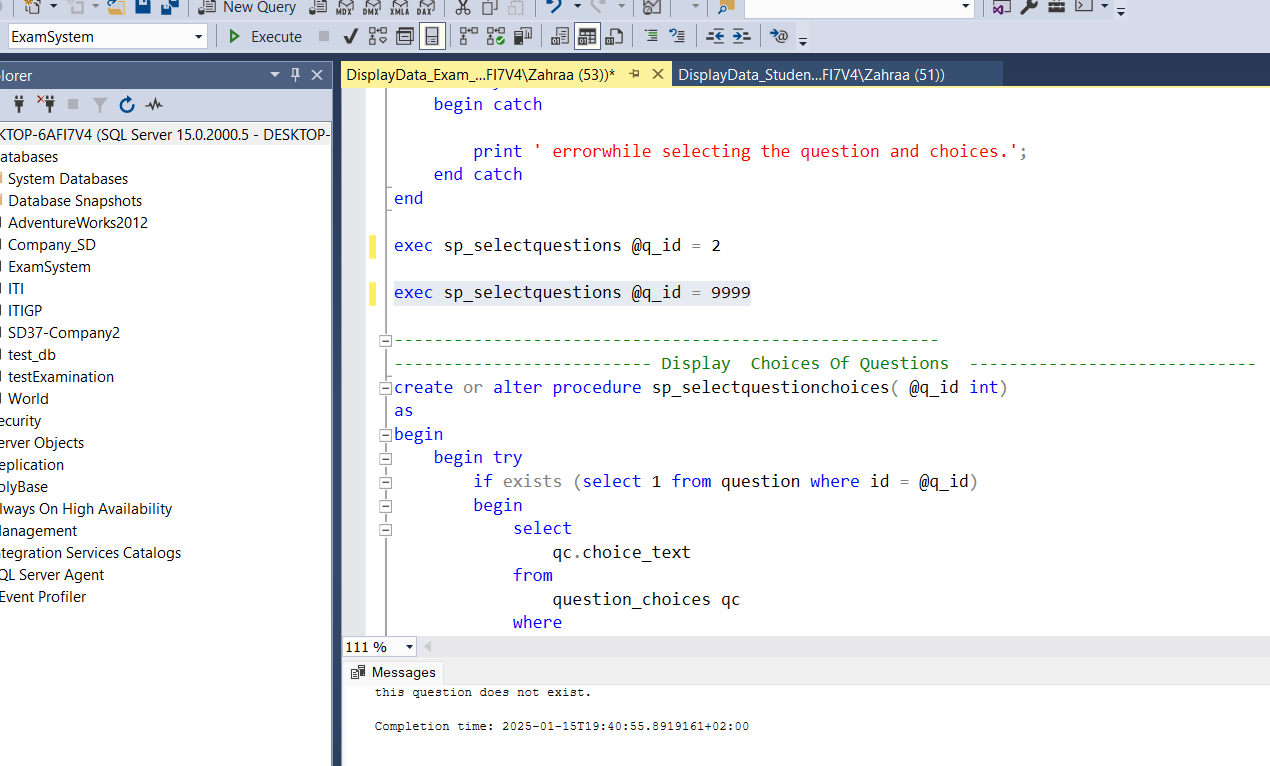 New Query MDX DMX XMLA DAX
ExamSystem Execute
lorer
DisplayData_Exam_...FI7V4\Zahraa (53))* DisplayData_Studen...FI7V4\Zahraa (51))
KTOP-6AFI7V4 (SQL Server 15.0.2000.5 - DESKTOP-
atabases
System Databases
Database Snapshots
AdventureWorks2012
Company_SD
ExamSystem
ITI
ITIGP
SD37-Company2
test_db
testExamination
World
ecurity
erver Objects
eplication
olyBase
lways On High Availability
anagement
ntegration Services Catalogs
QL Server Agent
Event Profiler
begin catch
print ' errorwhile selecting the question and choices.';
end catch
end
exec sp_selectquestions @q_id = 2
exec sp_selectquestions @q_id = 9999
-------------------------------------------------------
-------------------------- Display  Choices Of Questions  -----------------------------
create or alter procedure sp_selectquestionchoices( @q_id int)
as
begin
begin try
if exists (select 1 from question where id = @q_id)
begin
select
qc.choice_text
from
question_choices qc
where
111 %
Messages
this question does not exist.
Completion time: 2025-01-15T19:40:55.8919161+02:00